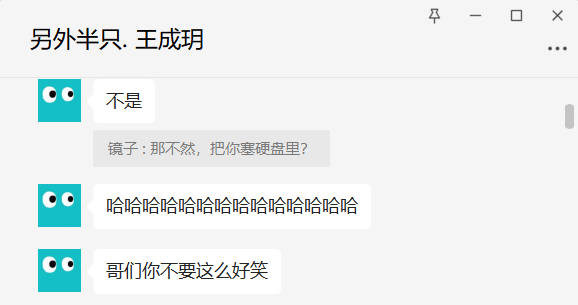 另外半只. 王成玥
不是
镜子 : 那不然，把你塞硬盘里？
哈哈哈哈哈哈哈哈哈哈哈哈哈哈
哥们你不要这么好笑